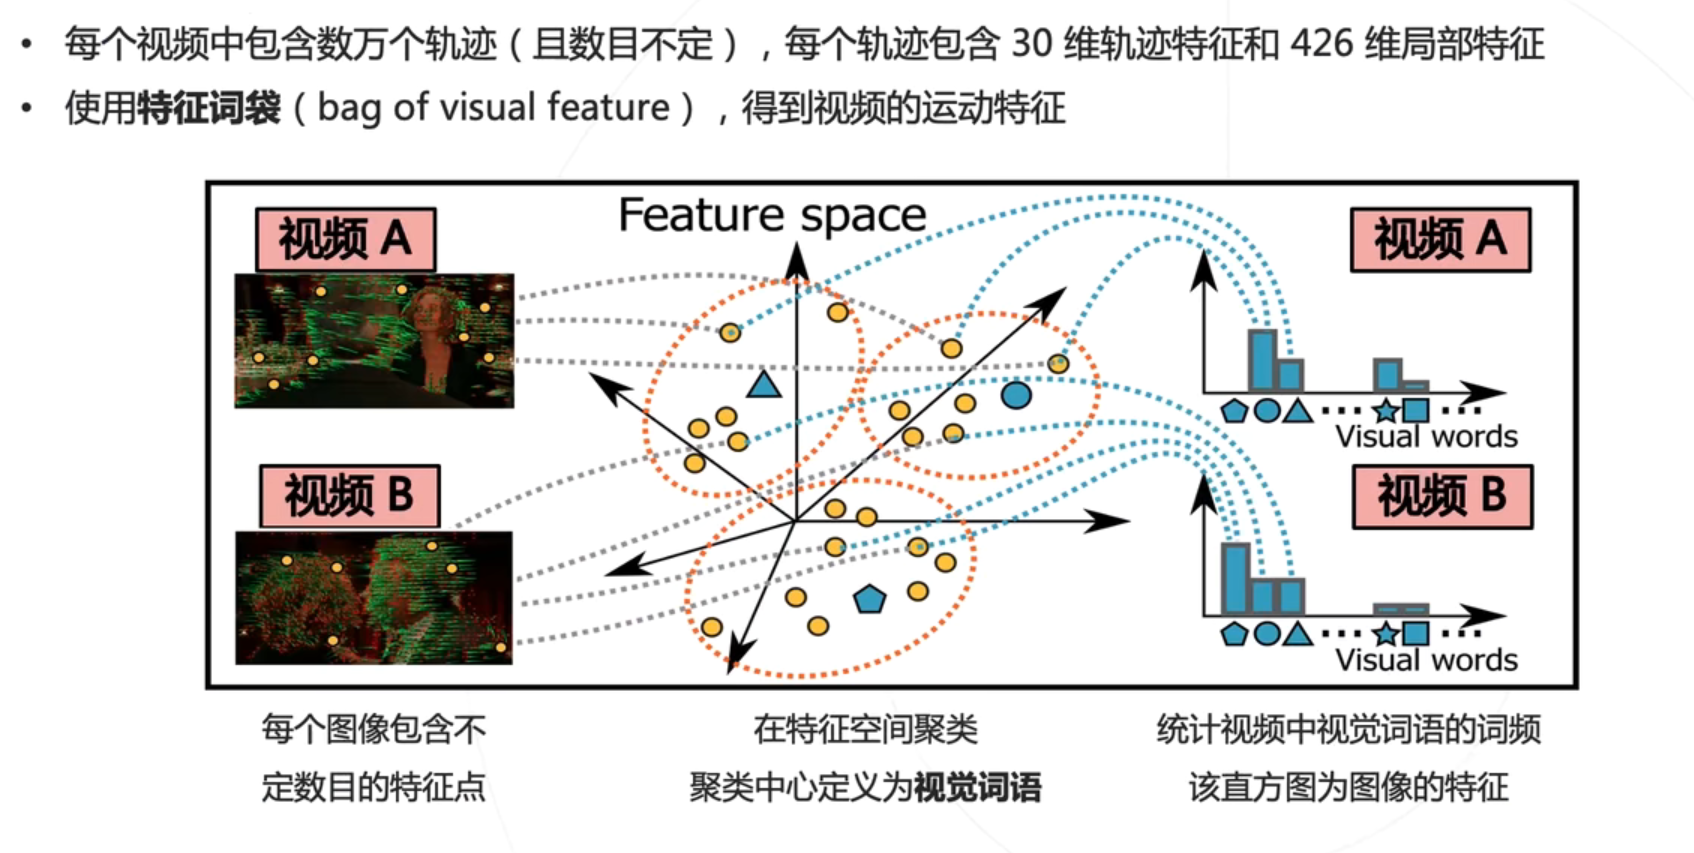 • 每个视频中包含数万个轨迹（且数目不定），每个轨迹包含 30 维轨迹特征和 426 维局部特征
• 使用特征词袋（bag of visual feature），得到视频的运动特征
视频 A
Feature space
视频 A
Visual words
视频 B
视频 B
Visual words
每个图像包含不
定数目的特征点
在特征空间聚类
聚类中心定义为视觉词语
统计视频中视觉词语的词频
该直方图为图像的特征